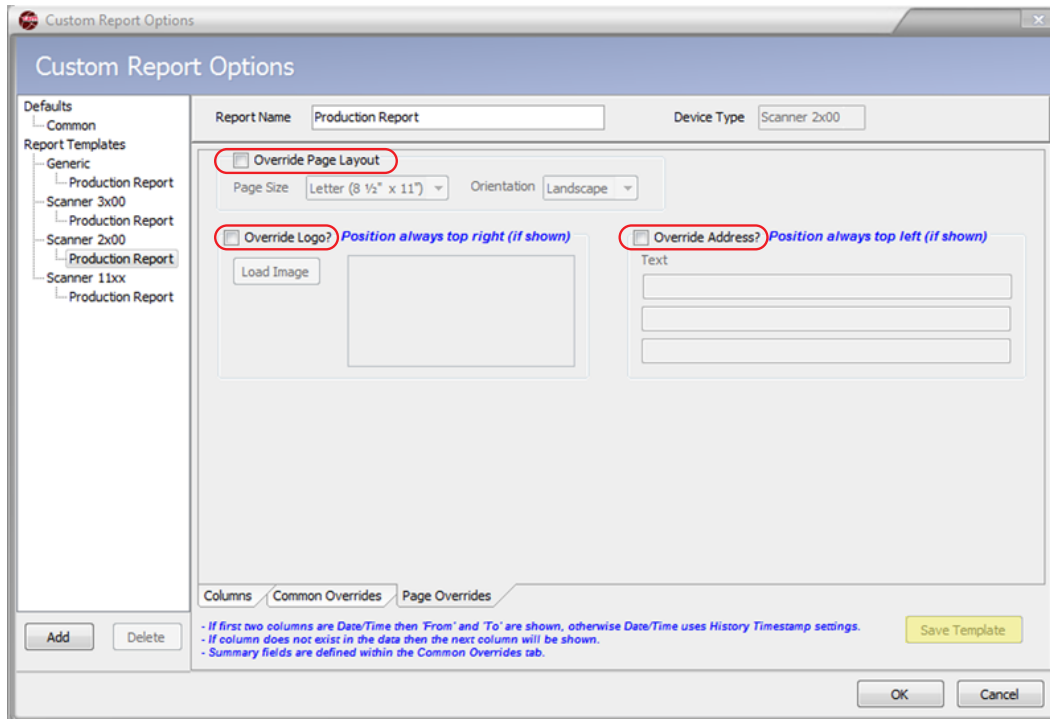 Custom Report Options
Custom Report Options
Defaults
Common
Report Templates
Generic
Production Report
Scanner 3x00
Production Report
Scanner 2x00
Production Report
Scanner 11xx
Production Report
Add
Delete
Report Name
Production Report
Device Type
Scanner 2x00
Override Page Layout
Page Size
Letter (8 ½" x 11")
Orientation
Landscape
Override Logo?
Position always top right (if shown)
Load Image
Override Address?
Position always top left (if shown)
Text
Columns
Common Overrides
Page Overrides
- If first two columns are Date/Time then 'From' and 'To' are shown, otherwise Date/Time uses History Timestamp settings.
- If column does not exist in the data then the next column will be shown.
- Summary fields are defined within the Common Overrides tab.
Save Template
OK
Cancel